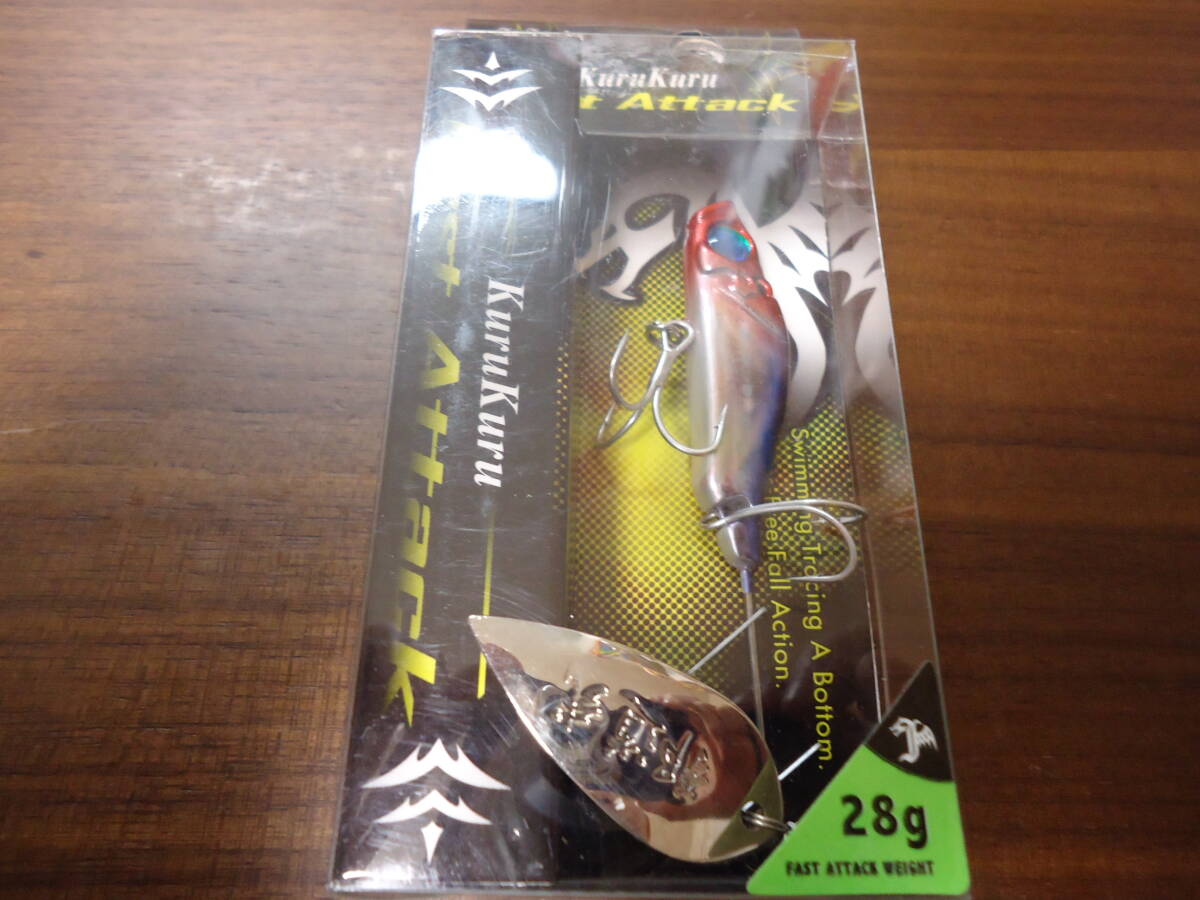 KuruKuru
t Attack
KuruKuru
t Attack
Swimming Tracing A Bottom.
Free Fall Action.
28g
FAST ATTACK WEIGHT